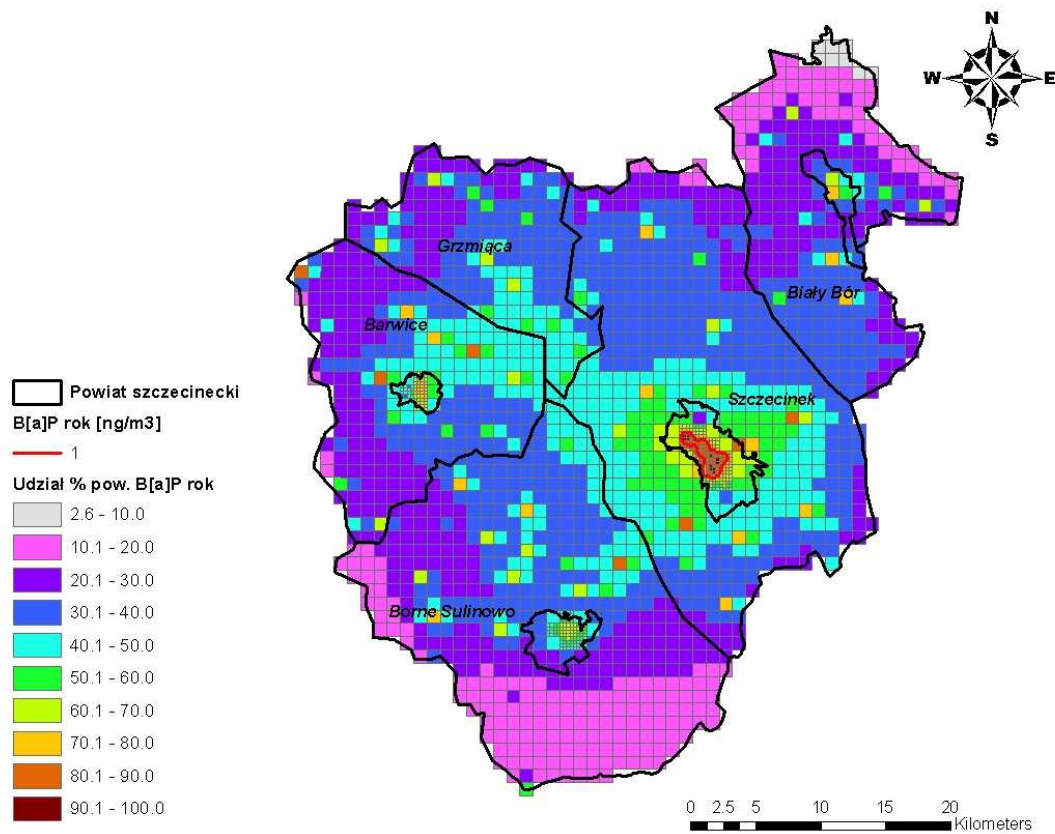 N
W E
S
Grzmiąca
Biały Bór
Barwice
Szczecinek
Borne Sulinowo
Powiat szczecinecki
B[a]P rok [ng/m3]
1
Udział % pow. B[a]P rok
2.6 - 10.0
10.1 - 20.0
20.1 - 30.0
30.1 - 40.0
40.1 - 50.0
50.1 - 60.0
60.1 - 70.0
70.1 - 80.0
80.1 - 90.0
90.1 - 100.0
0 2.5 5 10 15 20
Kilometers